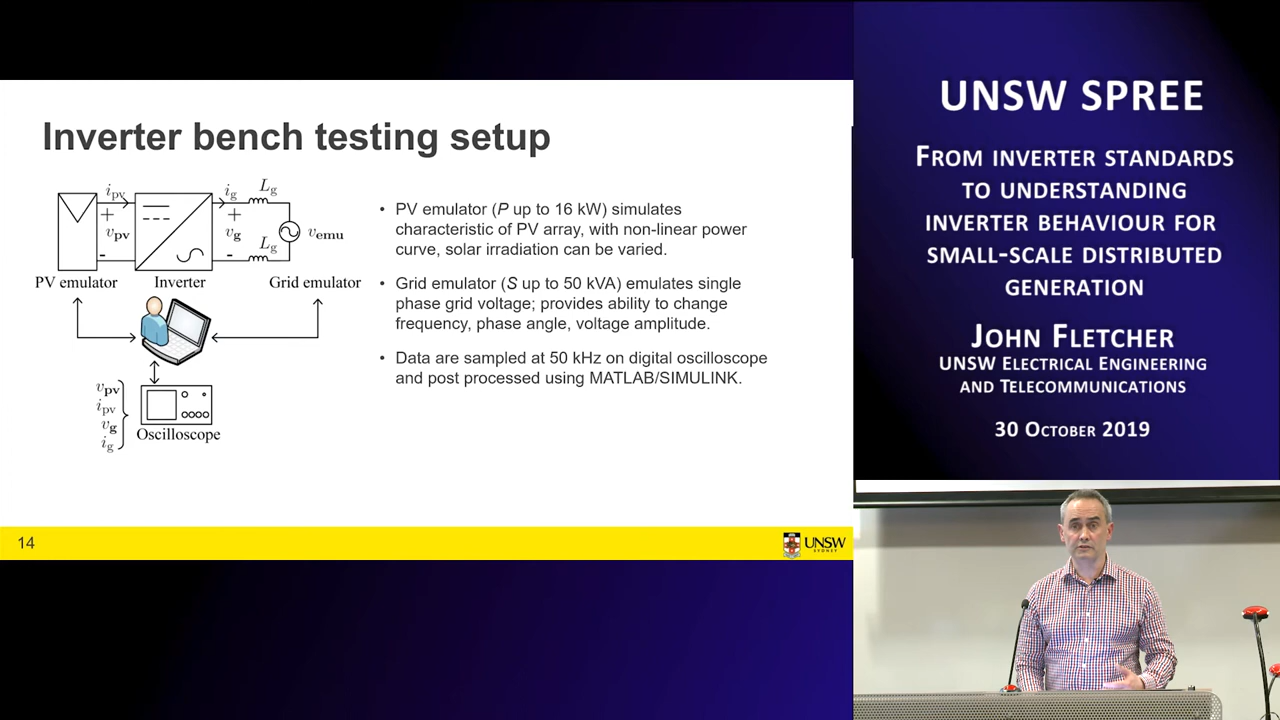 Inverter bench testing setup
i_pv
i_g
L_g
+
v_pv
-
+
v_g
-
L_g
v_emu
PV emulator
Inverter
Grid emulator
v_pv
i_pv
v_g
i_g
Oscilloscope
• PV emulator (P up to 16 kW) simulates
characteristic of PV array, with non-linear power
curve, solar irradiation can be varied.
• Grid emulator (S up to 50 kVA) emulates single
phase grid voltage; provides ability to change
frequency, phase angle, voltage amplitude.
• Data are sampled at 50 kHz on digital oscilloscope
and post processed using MATLAB/SIMULINK.
14
UNSW
SYDNEY
UNSW SPREE
FROM INVERTER STANDARDS
TO UNDERSTANDING
INVERTER BEHAVIOUR FOR
SMALL-SCALE DISTRIBUTED
GENERATION
JOHN FLETCHER
UNSW ELECTRICAL ENGINEERING
AND TELECOMMUNICATIONS
30 OCTOBER 2019